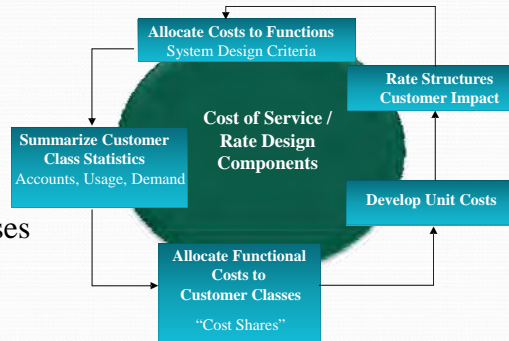 Allocate Costs to Functions
System Design Criteria
Rate Structures
Customer Impact
Cost of Service /
Rate Design
Components
Summarize Customer
Class Statistics
Accounts, Usage, Demand
Develop Unit Costs
Allocate Functional
Costs to
Customer Classes
“Cost Shares”